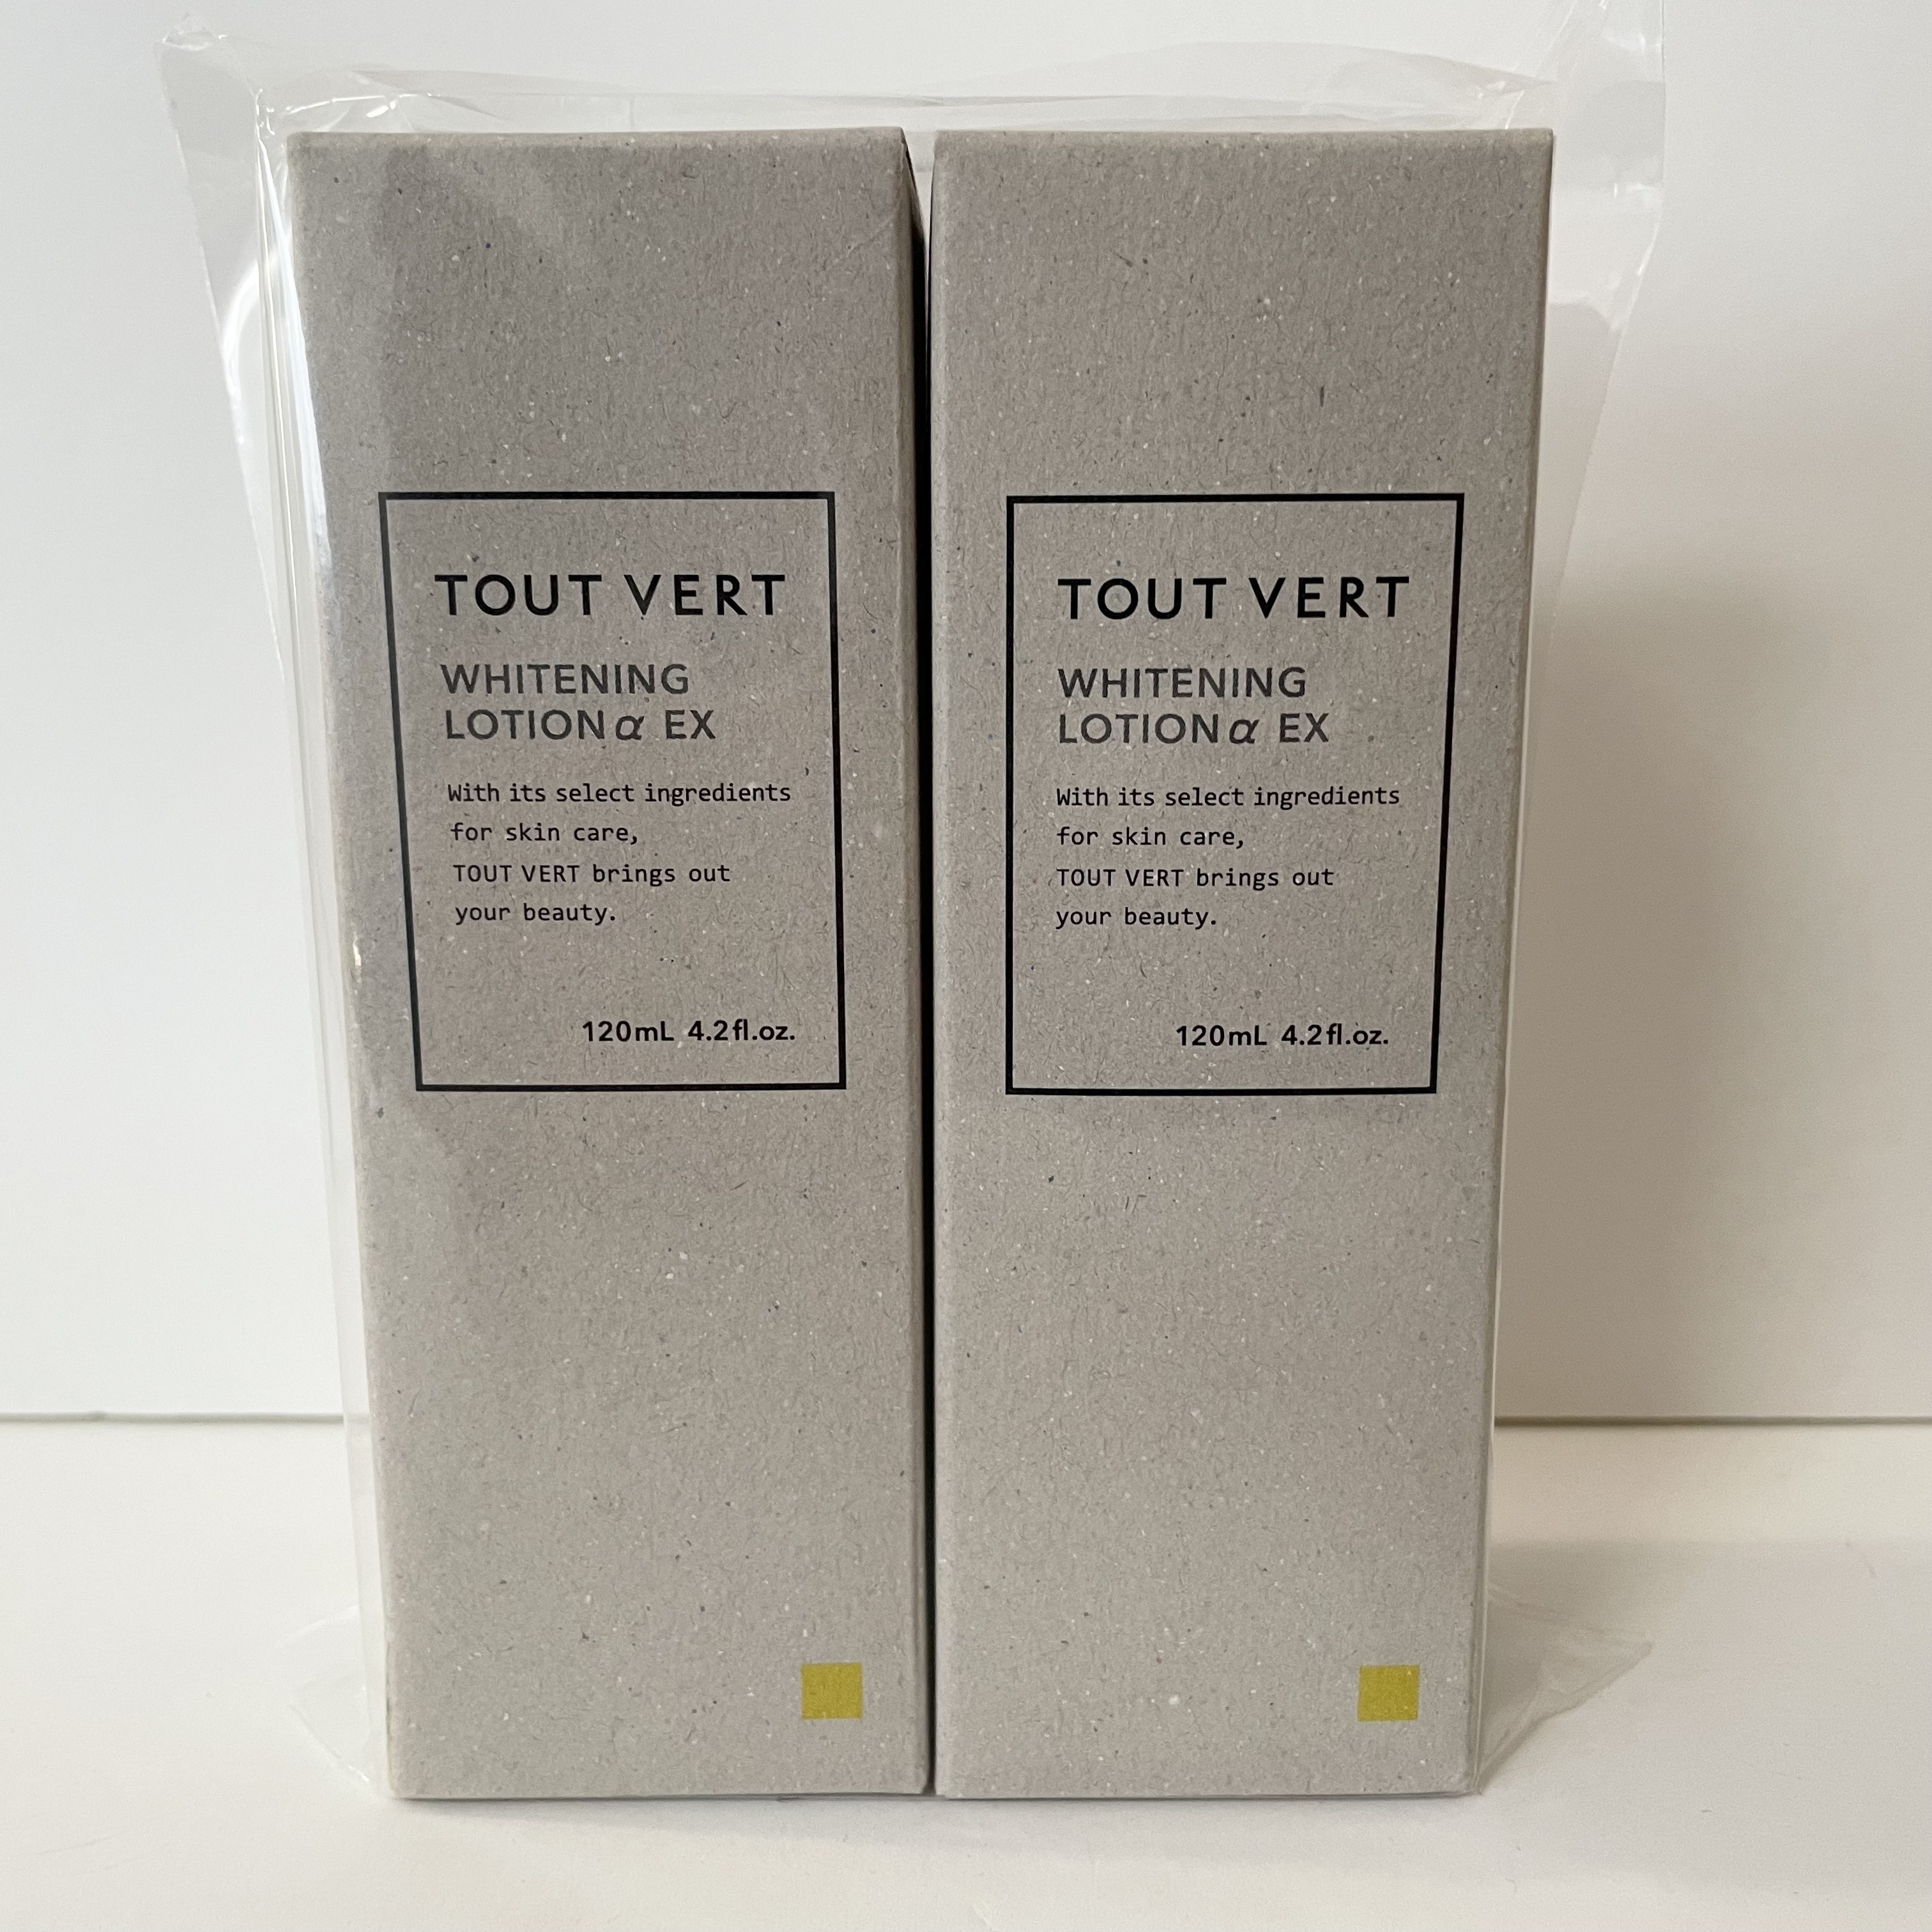 TOUT VERT
WHITENING
LOTION α EX
With its select ingredients
for skin care,
TOUT VERT brings out
your beauty.
120mL 4.2fl.oz.
TOUT VERT
WHITENING
LOTION α EX
With its select ingredients
for skin care,
TOUT VERT brings out
your beauty.
120mL 4.2fl.oz.